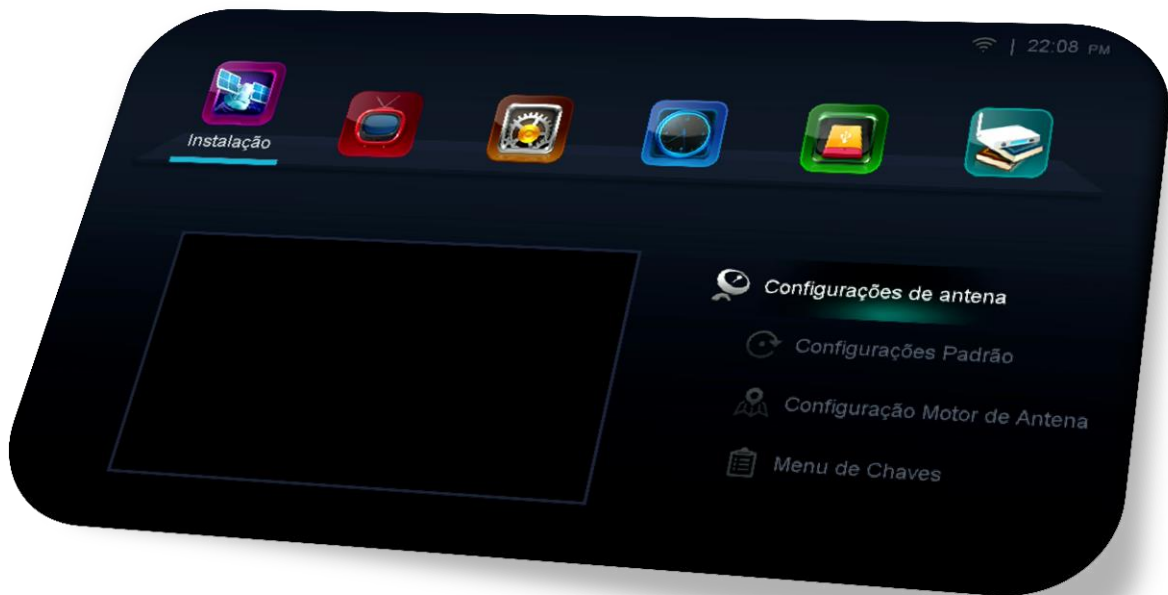 | 22:08 PM
Instalação
Configurações de antena
Configurações Padrão
Configuração Motor de Antena
Menu de Chaves